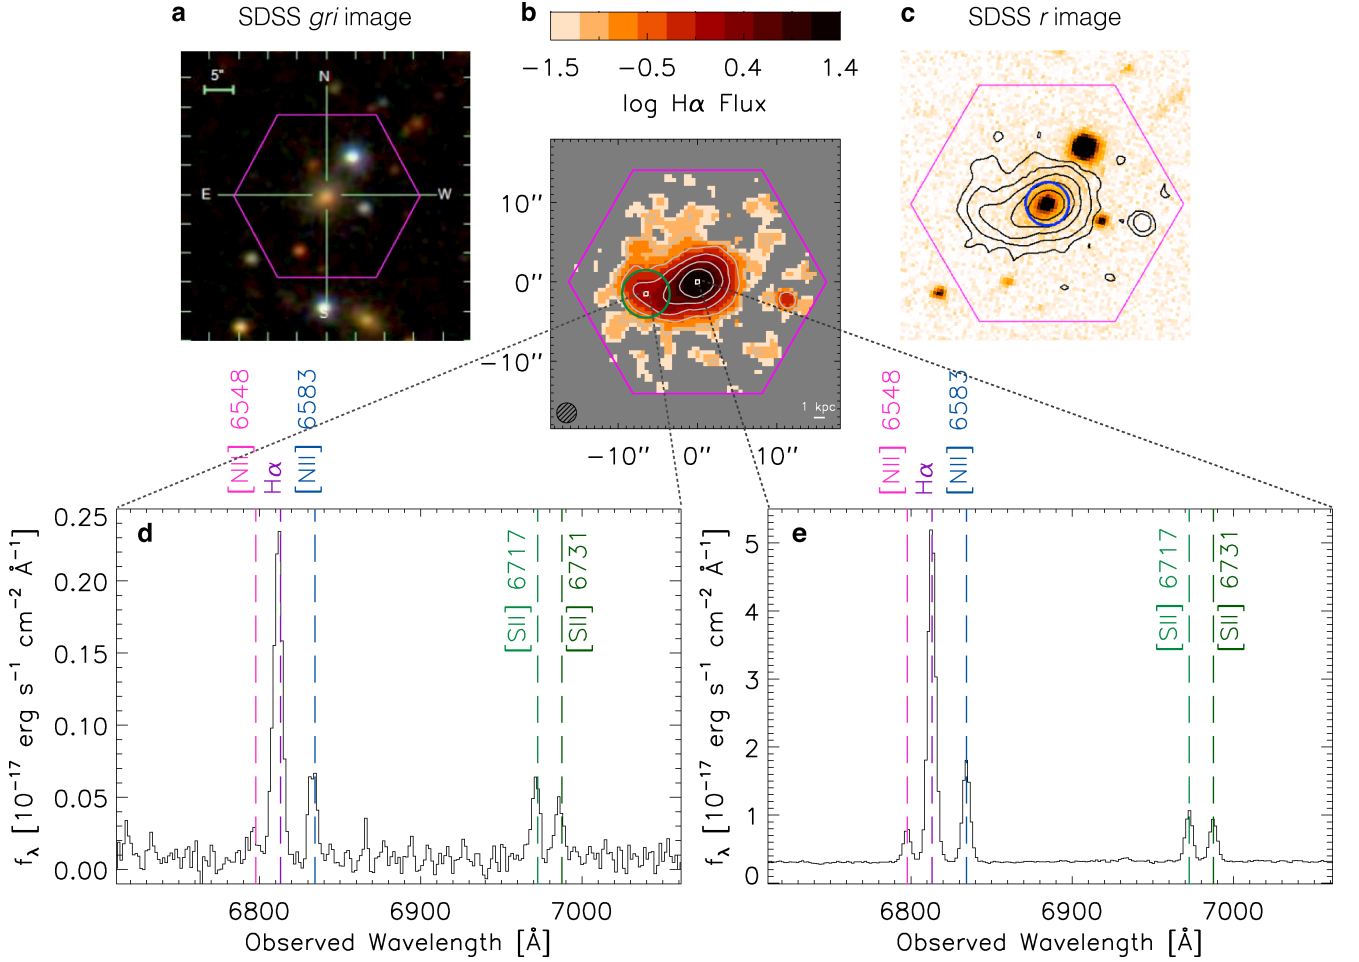 a
SDSS gri image
5"
N
E
W
S
b
−1.5 −0.5 0.4 1.4
log Hα Flux
10''
0''
−10''
1 kpc
−10'' 0'' 10''
c
SDSS r image
[NII] 6548
Hα
[NII] 6583
d
[SII] 6717
[SII] 6731
0.25
0.20
0.15
0.10
0.05
0.00
fλ [10⁻¹⁷ erg s⁻¹ cm⁻² Å⁻¹]
6800 6900 7000
Observed Wavelength [Å]
[NII] 6548
Hα
[NII] 6583
e
[SII] 6717
[SII] 6731
5
4
3
2
1
0
fλ [10⁻¹⁷ erg s⁻¹ cm⁻² Å⁻¹]
6800 6900 7000
Observed Wavelength [Å]